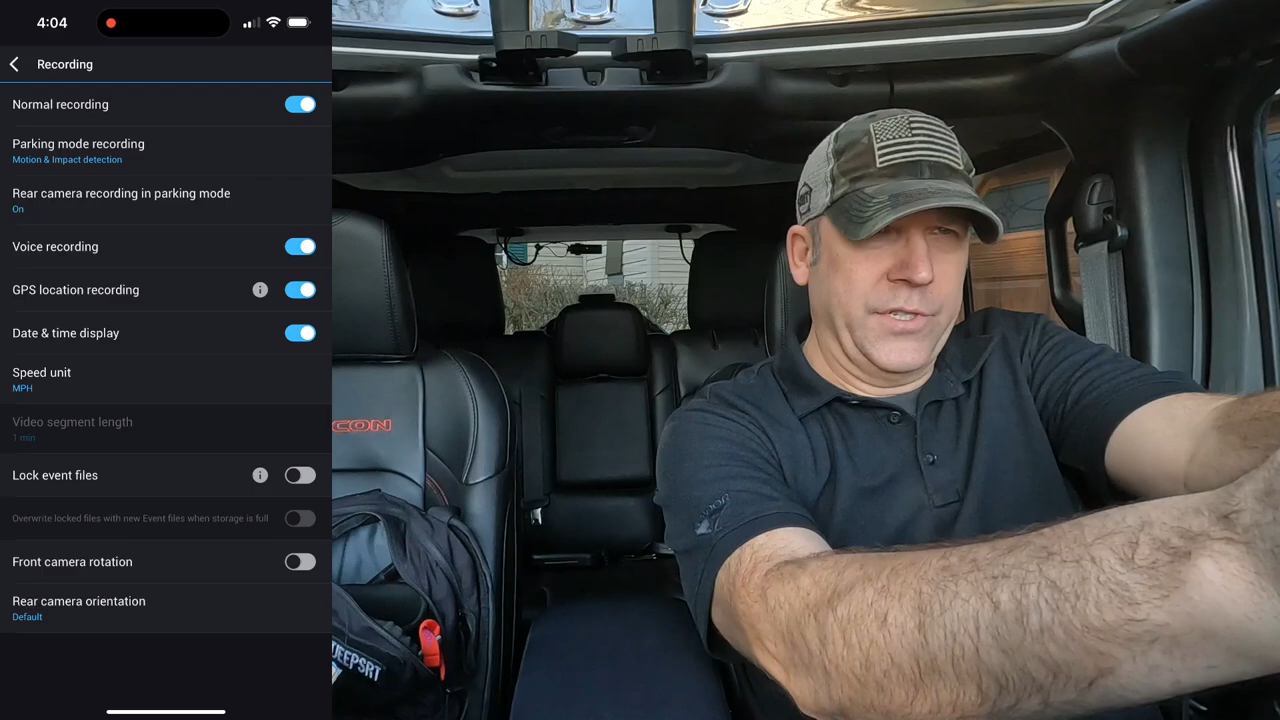 4:04
Recording
Normal recording
Parking mode recording
Motion & Impact detection
Rear camera recording in parking mode
On
Voice recording
GPS location recording
Date & time display
Speed unit
MPH
Video segment length
1 min
Lock event files
Overwrite locked files with new Event files when storage is full
Front camera rotation
Rear camera orientation
Default
CON
JEEPSRT